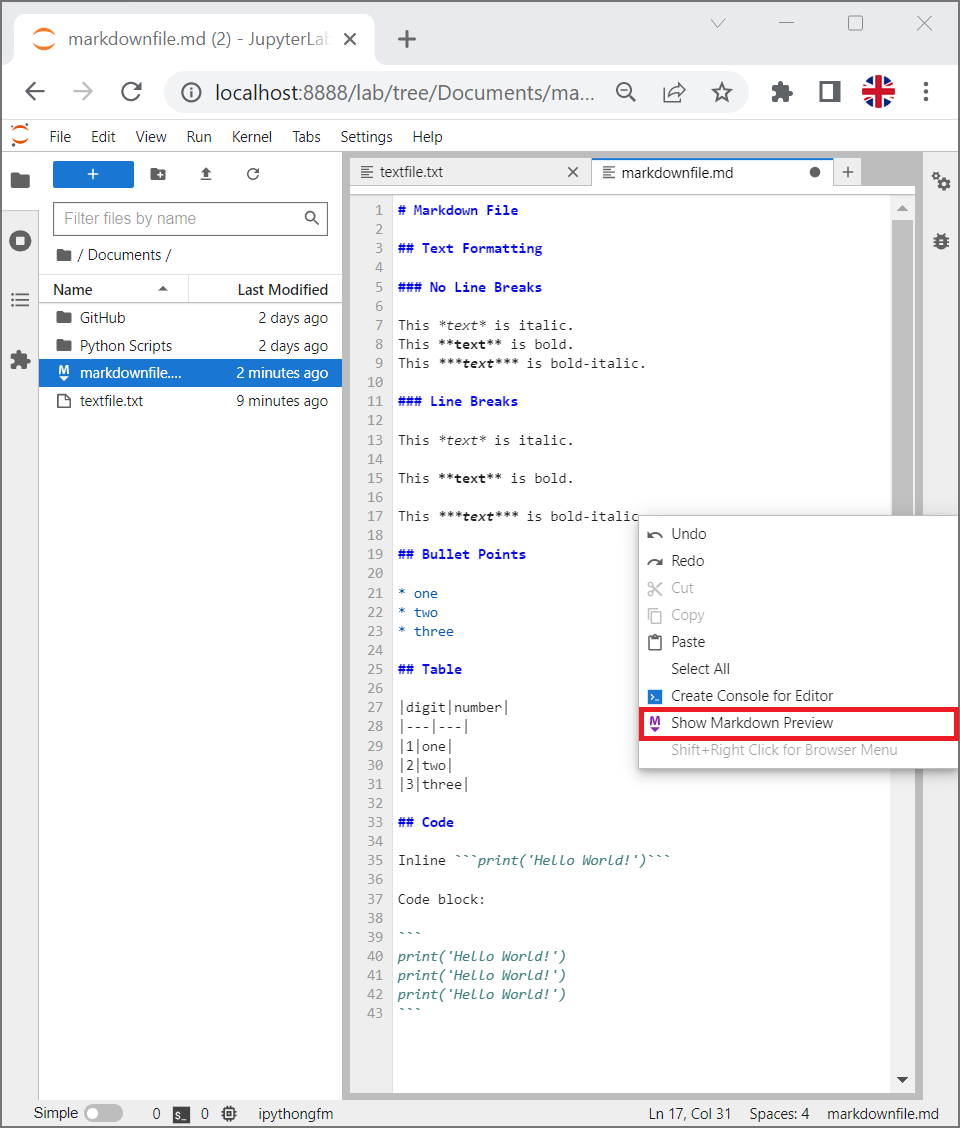 markdownfile.md (2) - JupyterLab
localhost:8888/lab/tree/Documents/ma...
File Edit View Run Kernel Tabs Settings Help
Filter files by name
/ Documents /
Name Last Modified
GitHub 2 days ago
Python Scripts 2 days ago
markdownfile.... 2 minutes ago
textfile.txt 9 minutes ago
textfile.txt markdownfile.md
1 # Markdown File
2
3 ## Text Formatting
4
5 ### No Line Breaks
6
7 This *text* is italic.
8 This **text** is bold.
9 This ***text*** is bold-italic.
10
11 ### Line Breaks
12
13 This *text* is italic.
14
15 This **text** is bold.
16
17 This ***text*** is bold-italic
18
19 ## Bullet Points
20
21 * one
22 * two
23 * three
24
25 ## Table
26
27 |digit|number|
28 |---|---|
29 |1|one|
30 |2|two|
31 |3|three|
32
33 ## Code
34
35 Inline ```print('Hello World!')```
36
37 Code block:
38
39 ```
40 print('Hello World!')
41 print('Hello World!')
42 print('Hello World!')
43 ```
Undo
Redo
Cut
Copy
Paste
Select All
Create Console for Editor
Show Markdown Preview
Shift+Right Click for Browser Menu
Simple 0 $_ 0 ipythongfm Ln 17, Col 31 Spaces: 4 markdownfile.md